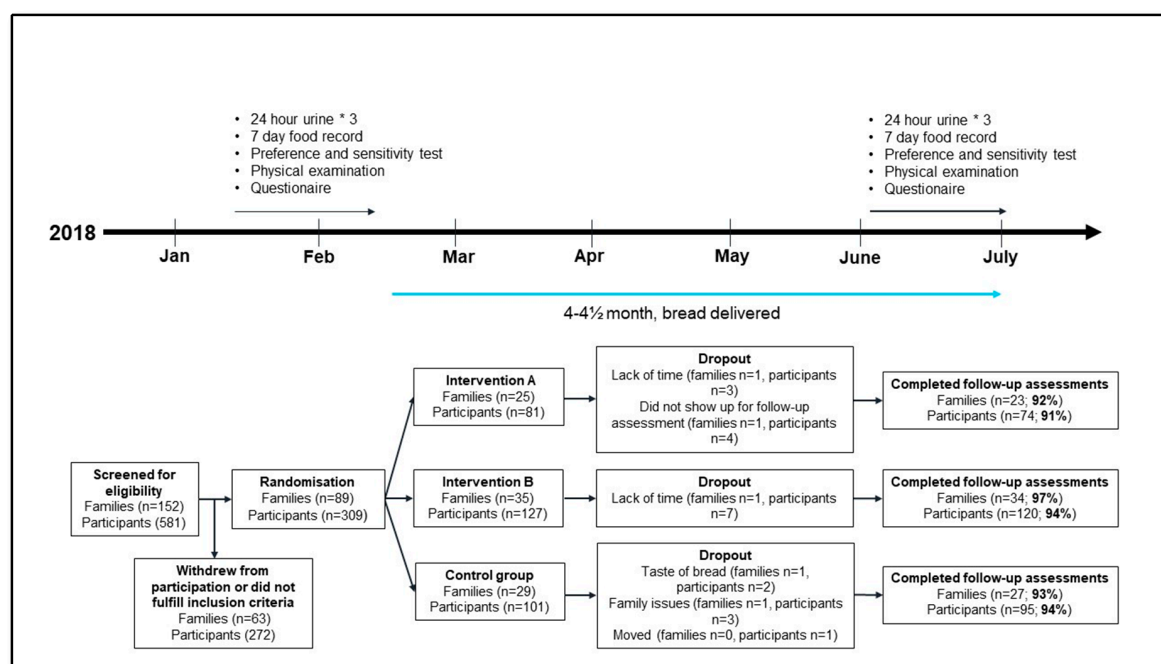 • 24 hour urine * 3
• 7 day food record
• Preference and sensitivity test
• Physical examination
• Questionaire
• 24 hour urine * 3
• 7 day food record
• Preference and sensitivity test
• Physical examination
• Questionaire
2018
Jan
Feb
Mar
Apr
May
June
July
4-4½ month, bread delivered
Screened for
eligibility
Families (n=152)
Participants (581)
Withdrew from
participation or did not
fulfill inclusion criteria
Families (n=63)
Participants (272)
Randomisation
Families (n=89)
Participants (n=309)
Intervention A
Families (n=25)
Participants (n=81)
Dropout
Lack of time (families n=1, participants
n=3)
Did not show up for follow-up
assessment (families n=1, participants
n=4)
Completed follow-up assessments
Families (n=23; 92%)
Participants (n=74; 91%)
Intervention B
Families (n=35)
Participants (n=127)
Dropout
Lack of time (families n=1, participants
n=7)
Completed follow-up assessments
Families (n=34; 97%)
Participants (n=120; 94%)
Control group
Families (n=29)
Participants (n=101)
Dropout
Taste of bread (families n=1,
participants n=2)
Family issues (families n=1, participants
n=3)
Moved (families n=0, participants n=1)
Completed follow-up assessments
Families (n=27; 93%)
Participants (n=95; 94%)